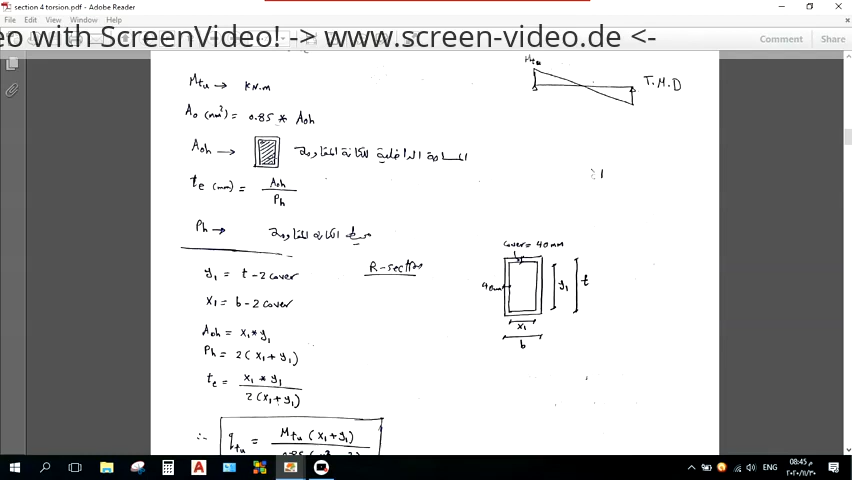 section 4 torsion.pdf - Adobe Reader
File Edit View Window Help
eo with ScreenVideo! -> www.screen-video.de <-
Comment Share
Mtu → kN.m
Mtu
T.M.D
Ao (mm²) = 0.85 * Aoh
Aoh → المساحة الداخلية للكانة المقاومة
te (mm) = Aoh / Ph
Ph → محيط الكانة المقاومة
y1 = t - 2 cover
R-section
x1 = b - 2 cover
Cover = 40 mm
40mm
y1
t
x1
b
Aoh = x1 * y1
Ph = 2(x1 + y1)
te = x1 * y1 / 2(x1 + y1)
∴ qtu = Mtu (x1 + y1)
ENG
08:45 م